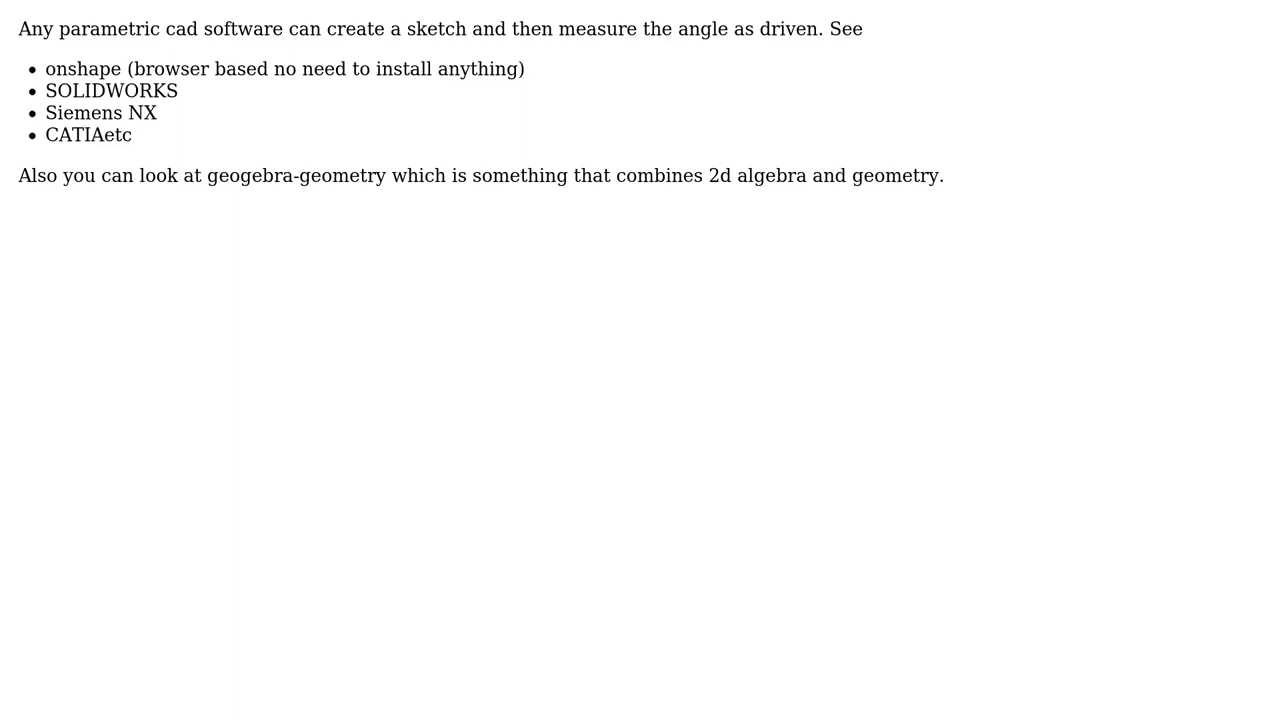 Any parametric cad software can create a sketch and then measure the angle as driven. See
• onshape (browser based no need to install anything)
• SOLIDWORKS
• Siemens NX
• CATIAetc
Also you can look at geogebra-geometry which is something that combines 2d algebra and geometry.